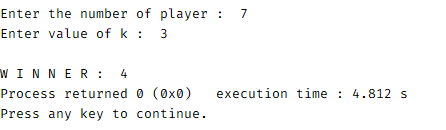 Enter the number of player :  7
Enter value of k :  3
W I N N E R :  4
Process returned 0 (0x0)   execution time : 4.812 s
Press any key to continue.